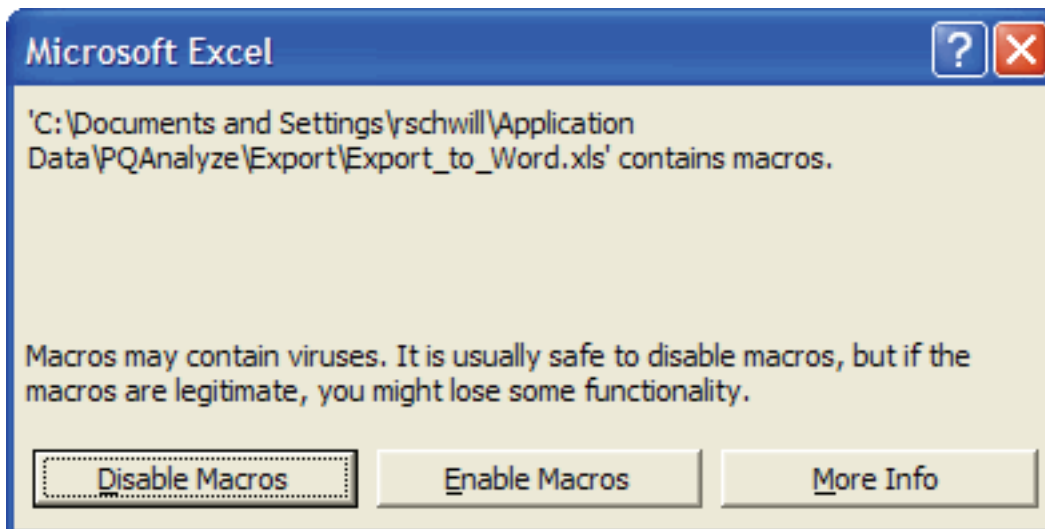 Microsoft Excel
?
'C:\Documents and Settings\rschwill\Application
Data\PQAnalyze\Export\Export_to_Word.xls' contains macros.
Macros may contain viruses. It is usually safe to disable macros, but if the
macros are legitimate, you might lose some functionality.
Disable Macros Enable Macros More Info